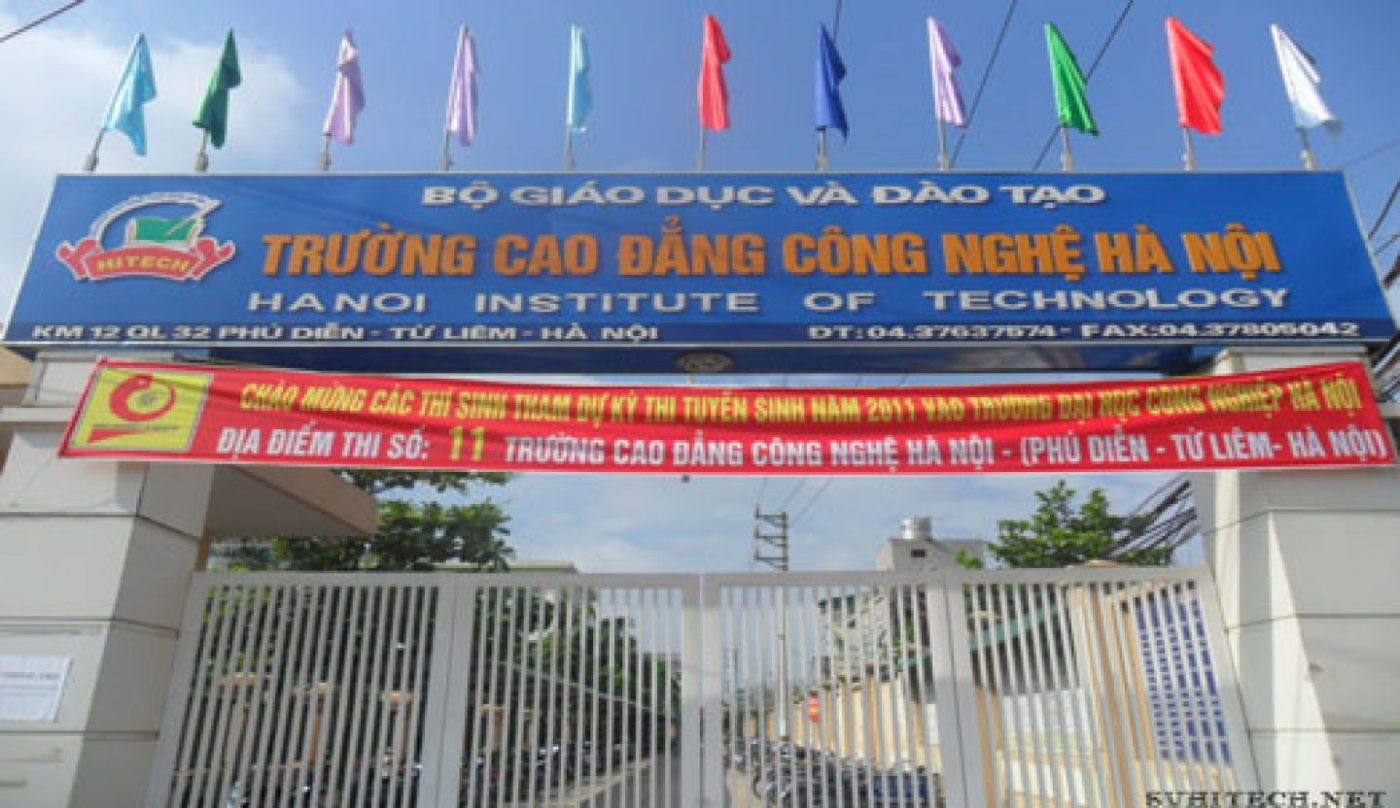 BỘ GIÁO DỤC VÀ ĐÀO TẠO
HITECH
TRƯỜNG CAO ĐẲNG CÔNG NGHỆ HÀ NỘI
HANOI INSTITUTE OF TECHNOLOGY
KM 12 QL 32 PHÚ DIỄN - TỪ LIÊM - HÀ NỘI ĐT:04.37637574 - FAX:04.37805042
CHÀO MỪNG CÁC THÍ SINH THAM DỰ KỲ THI TUYỂN SINH NĂM 2011 VÀO TRƯỜNG ĐẠI HỌC CÔNG NGHIỆP HÀ NỘI
ĐỊA ĐIỂM THI SỐ: 11 TRƯỜNG CAO ĐẲNG CÔNG NGHỆ HÀ NỘI - (PHÚ DIỄN - TỪ LIÊM- HÀ NỘI)
SVHITECH.NET